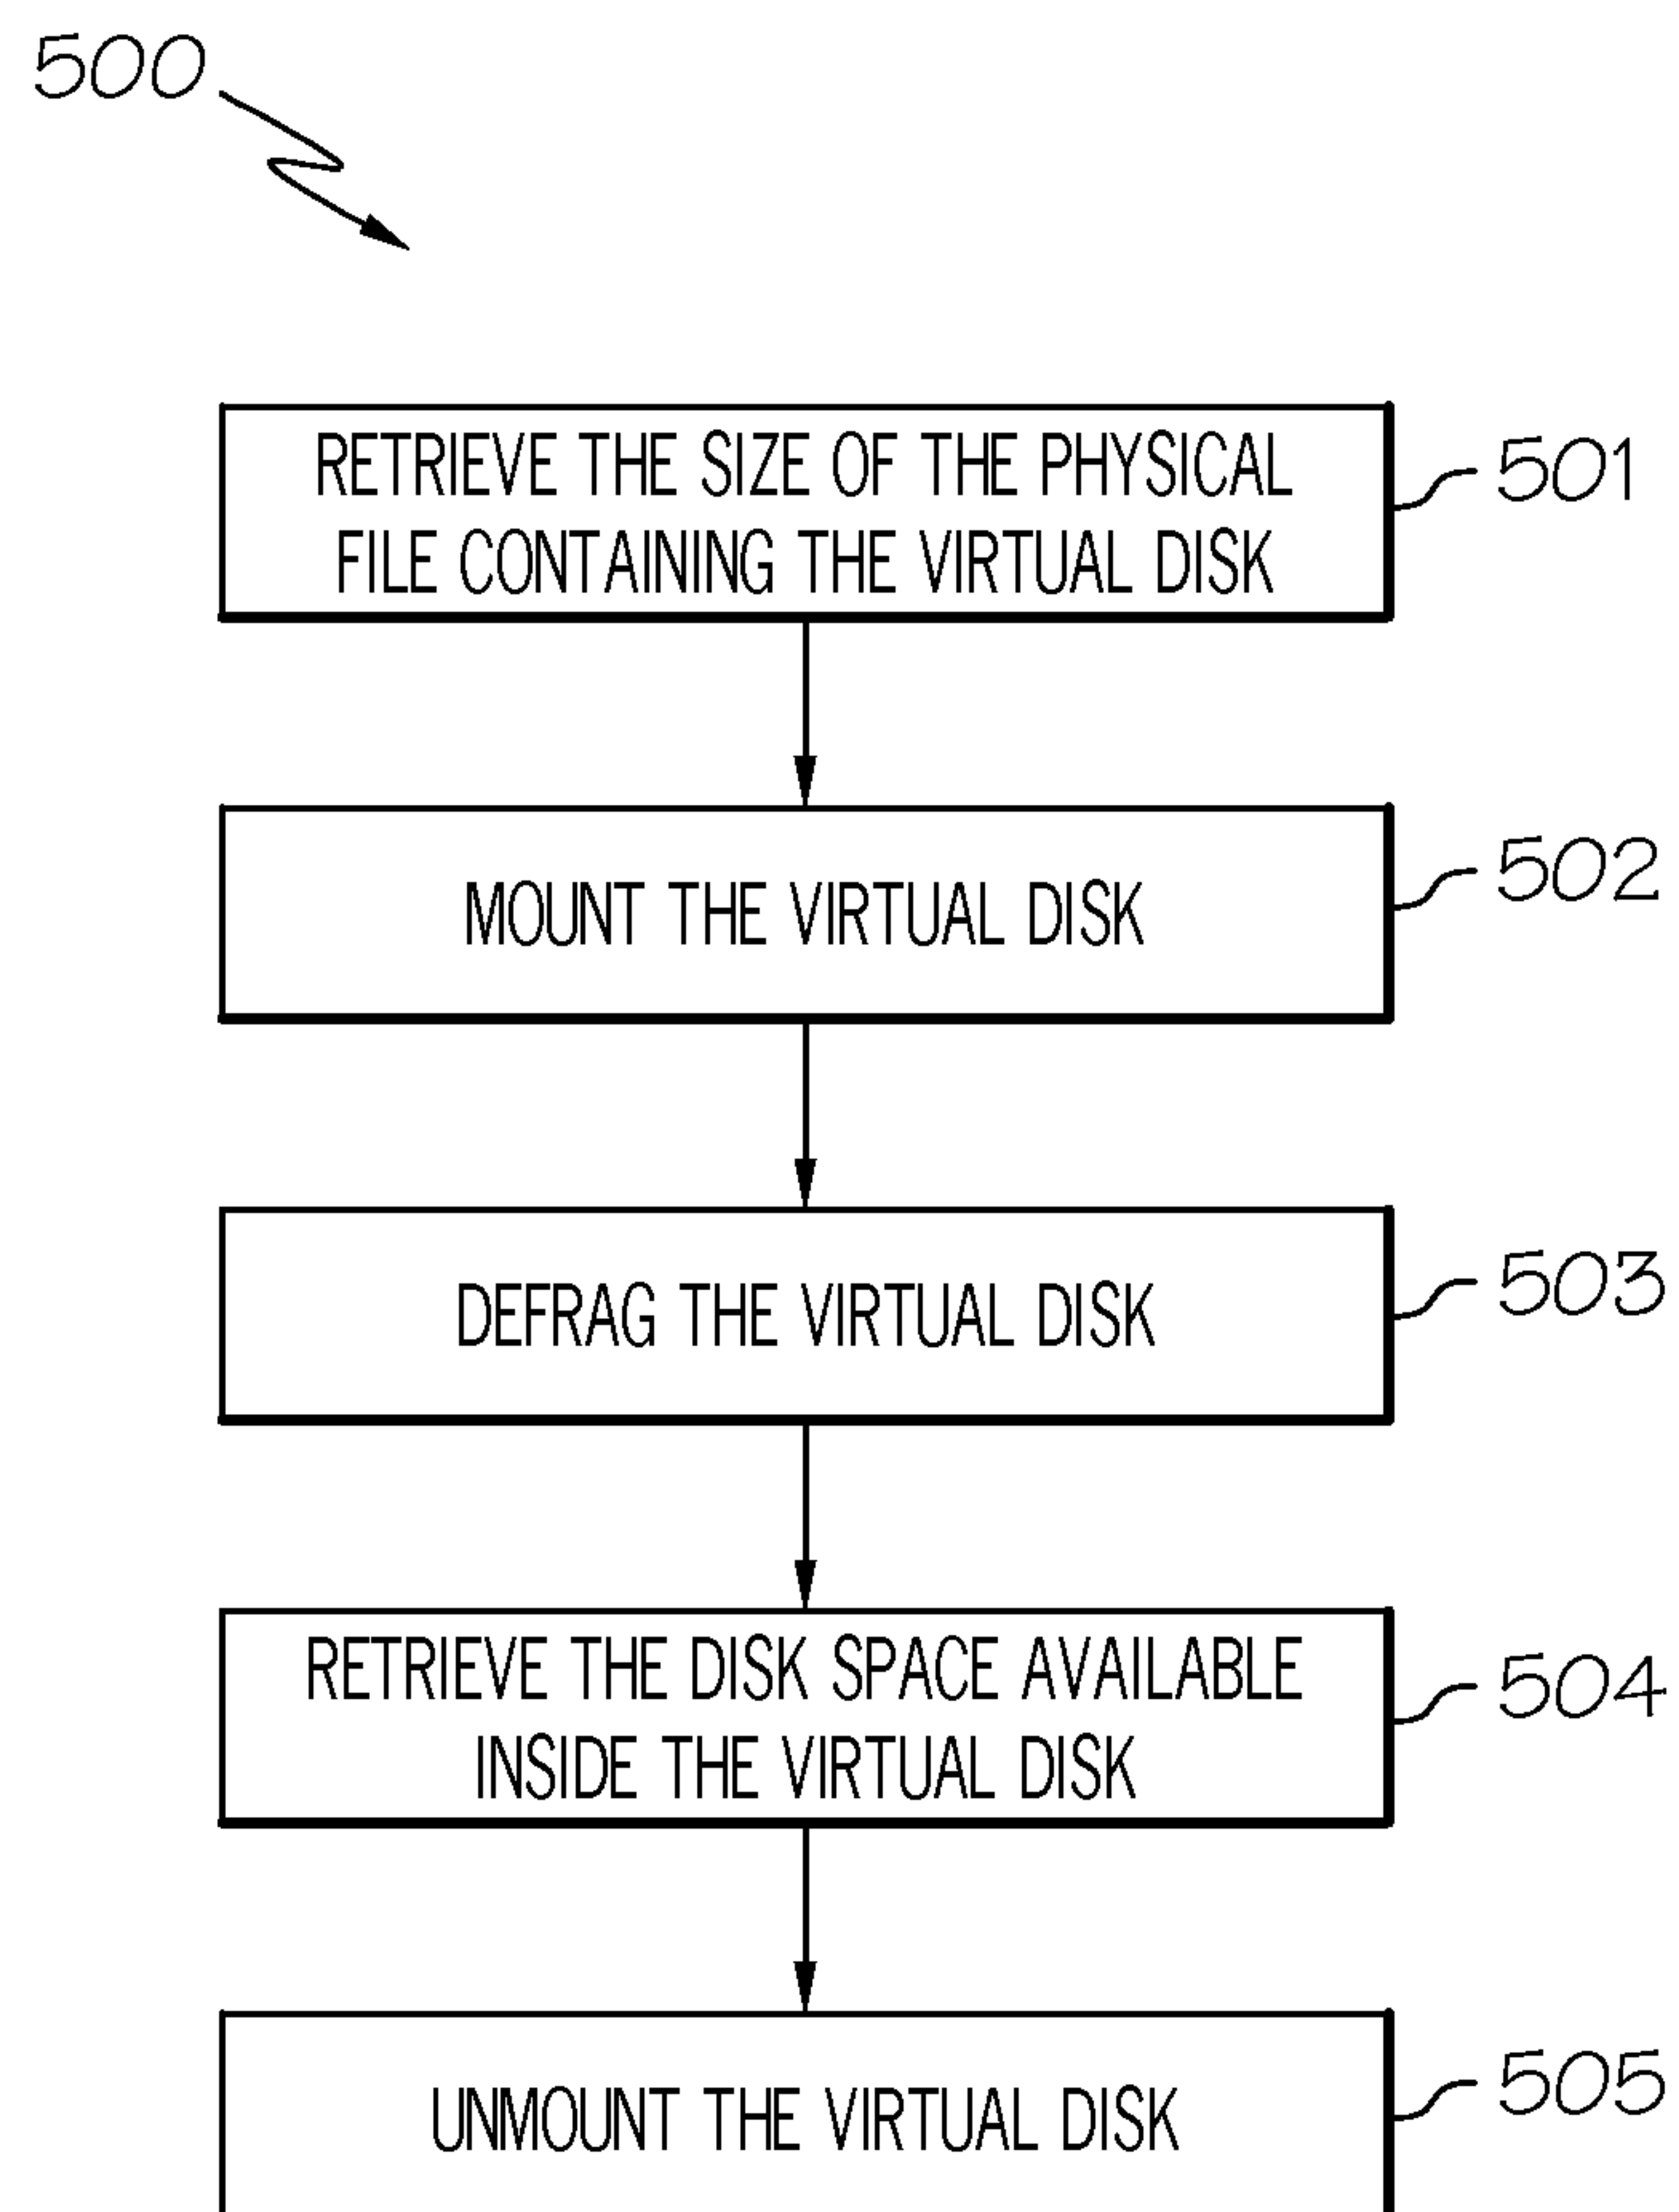 500
RETRIEVE THE SIZE OF THE PHYSICAL
FILE CONTAINING THE VIRTUAL DISK
501
MOUNT THE VIRTUAL DISK
502
DEFRAG THE VIRTUAL DISK
503
RETRIEVE THE DISK SPACE AVAILABLE
INSIDE THE VIRTUAL DISK
504
UNMOUNT THE VIRTUAL DISK
505